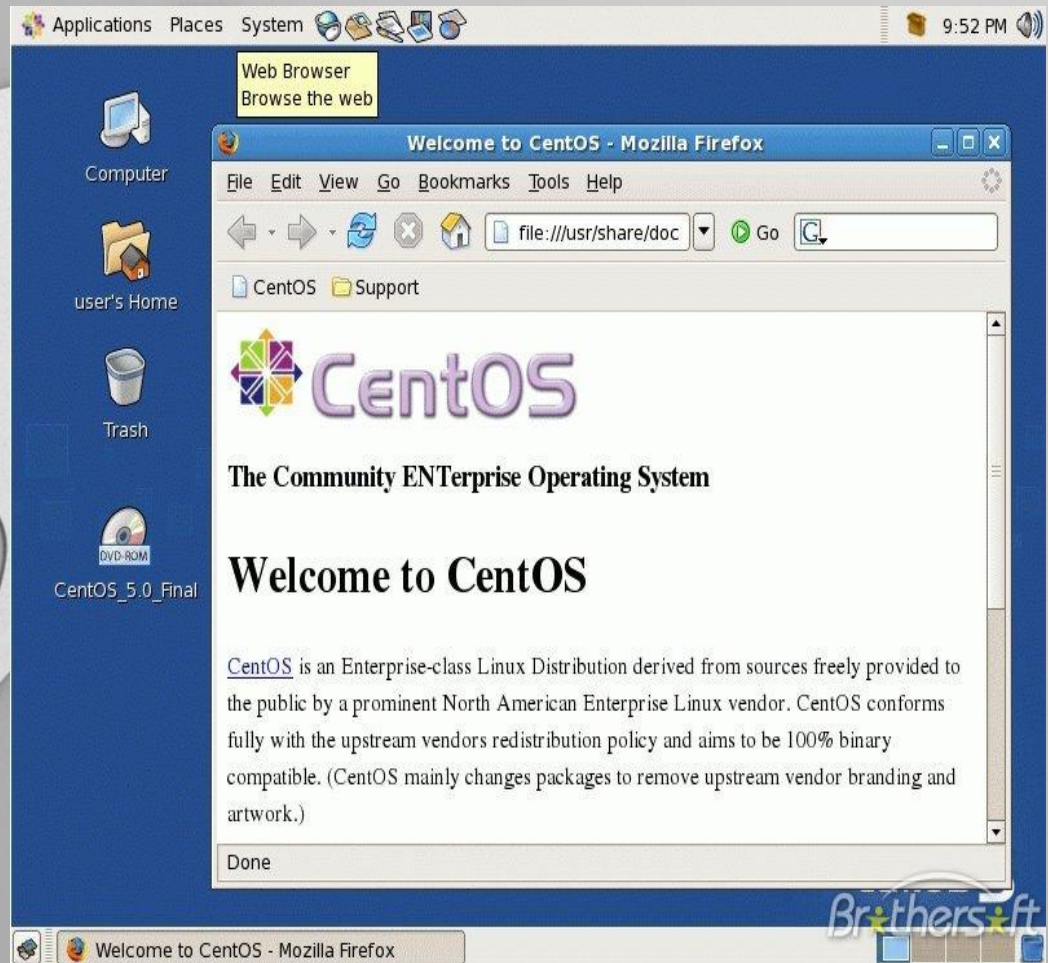 Applications Places System 9:52 PM
Web Browser
Browse the web
Computer
user's Home
Trash
DVD-ROM
CentOS_5.0_Final
Welcome to CentOS - Mozilla Firefox
File Edit View Go Bookmarks Tools Help
file:///usr/share/doc Go G
CentOS Support
CentOS
The Community ENTerprise Operating System
Welcome to CentOS
CentOS is an Enterprise-class Linux Distribution derived from sources freely provided to
the public by a prominent North American Enterprise Linux vendor. CentOS conforms
fully with the upstream vendors redistribution policy and aims to be 100% binary
compatible. (CentOS mainly changes packages to remove upstream vendor branding and
artwork.)
Done
Brothersoft
Welcome to CentOS - Mozilla Firefox